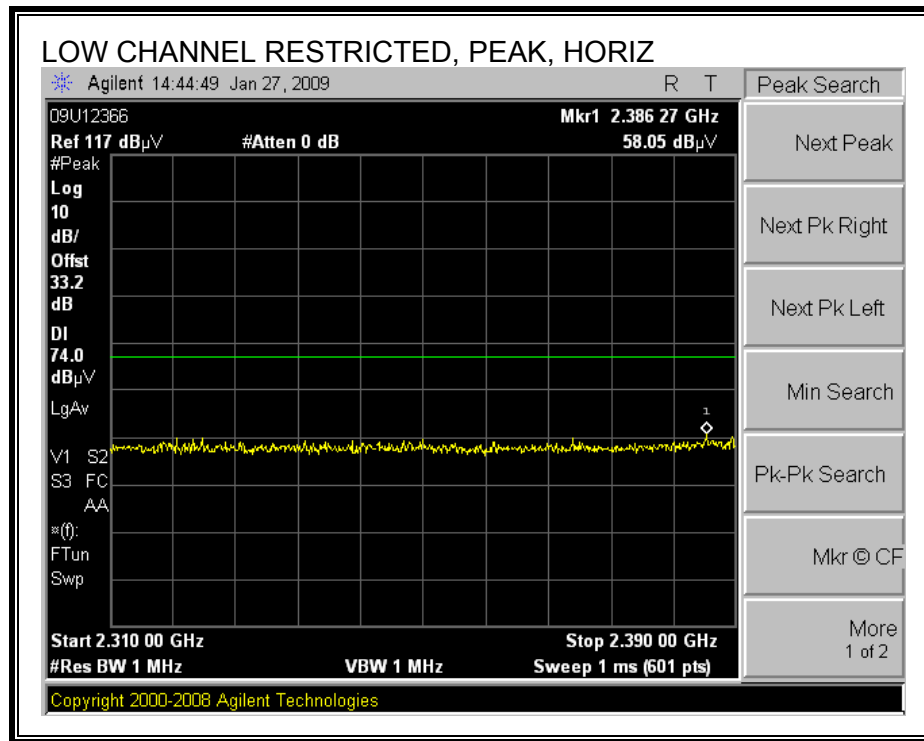 LOW CHANNEL RESTRICTED, PEAK, HORIZ
Agilent 14:44:49 Jan 27, 2009
R T
Peak Search
09U12366
Mkr1 2.386 27 GHz
Ref 117 dBµV
#Atten 0 dB
58.05 dBµV
#Peak
Log
10
dB/
Offst
33.2
dB
DI
74.0
dBµV
LgAv
1
V1 S2
S3 FC
AA
¤(f):
FTun
Swp
Start 2.310 00 GHz
Stop 2.390 00 GHz
#Res BW 1 MHz
VBW 1 MHz
Sweep 1 ms (601 pts)
Next Peak
Next Pk Right
Next Pk Left
Min Search
Pk-Pk Search
Mkr © CF
More
1 of 2
Copyright 2000-2008 Agilent Technologies